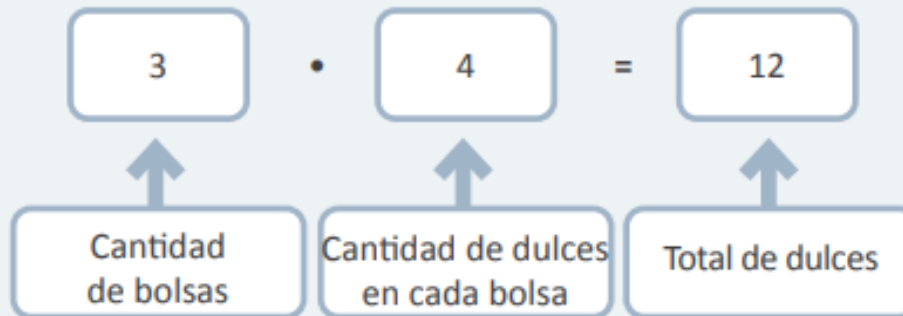 3 • 4 = 12
Cantidad
de bolsas
Cantidad de dulces
en cada bolsa
Total de dulces